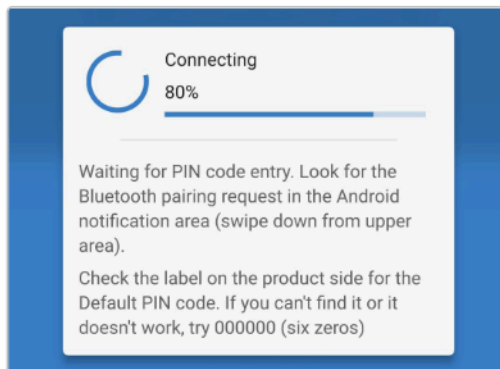 Connecting
80%
Waiting for PIN code entry. Look for the
Bluetooth pairing request in the Android
notification area (swipe down from upper
area).
Check the label on the product side for the
Default PIN code. If you can't find it or it
doesn't work, try 000000 (six zeros)